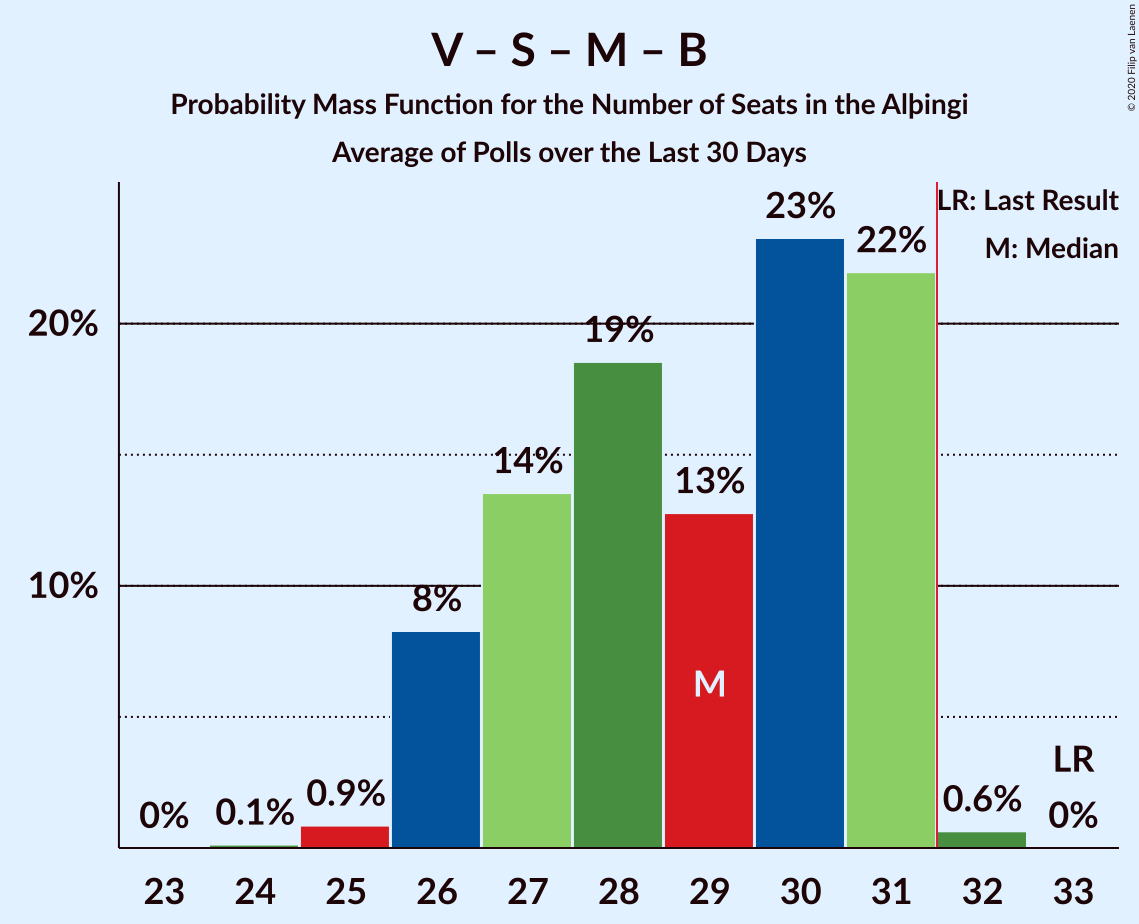 V – S – M – B
Probability Mass Function for the Number of Seats in the Alþingi
Average of Polls over the Last 30 Days
© 2020 Filip van Laenen
LR: Last Result
M: Median
20%
10%
0%
0.1%
0.9%
8%
14%
19%
13%
23%
22%
0.6%
0%
M
LR
23 24 25 26 27 28 29 30 31 32 33